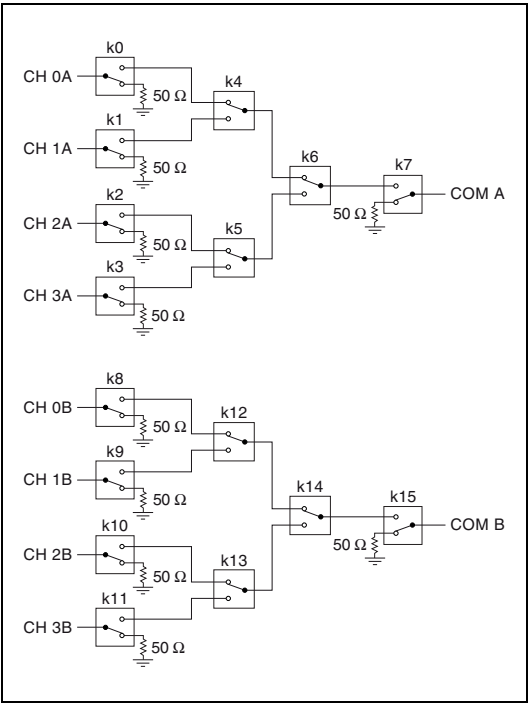 k0
CH 0A
50 Ω
k4
k1
CH 1A
50 Ω
k6
k7
COM A
50 Ω
k2
CH 2A
50 Ω
k5
k3
CH 3A
50 Ω
k8
CH 0B
50 Ω
k12
k9
CH 1B
50 Ω
k14
k15
COM B
50 Ω
k10
CH 2B
50 Ω
k13
k11
CH 3B
50 Ω